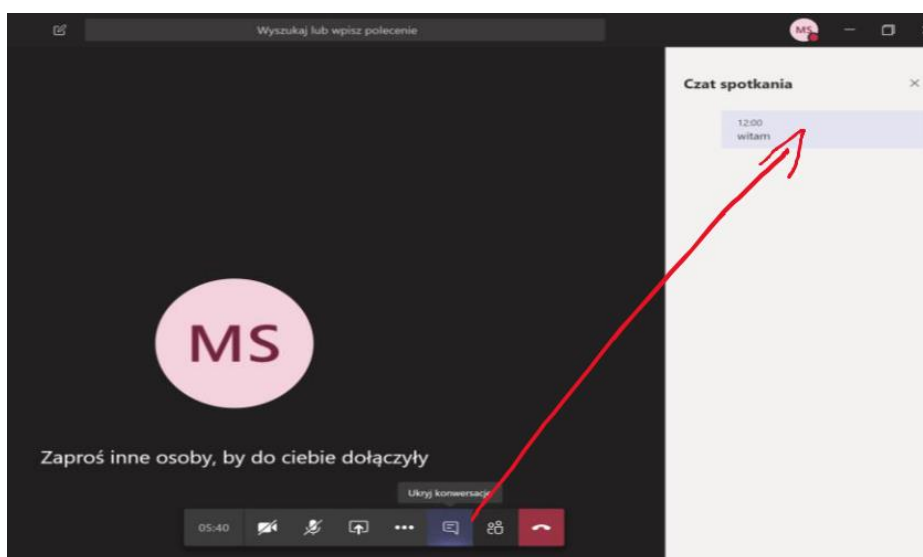 Wyszukaj lub wpisz polecenie
MS
Czat spotkania
12:00
witam
MS
Zaproś inne osoby, by do ciebie dołączyły
Ukryj konwersację
05:40